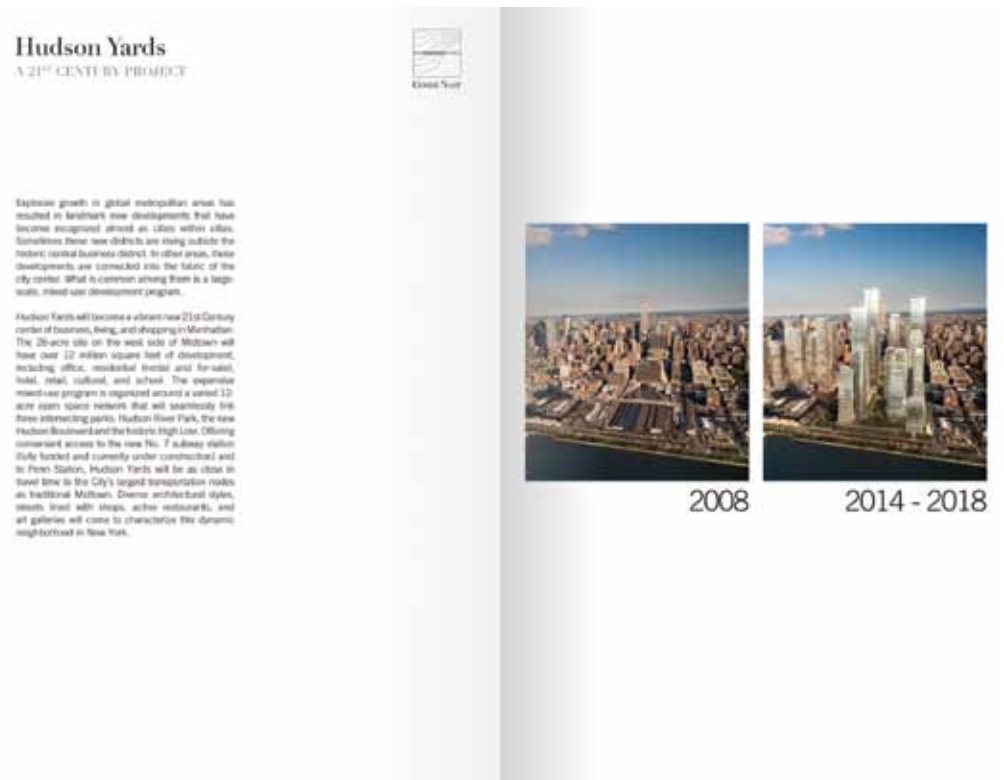 Hudson Yards
A 21ST CENTURY PROJECT
Explosive growth in global metropolitan areas has
resulted in landmark new developments that have
become recognized almost as cities within cities.
Sometimes these new districts are rising outside the
historic central business district. In other areas, these
developments are connected into the fabric of the
city center. What is common among them is a large-
scale, mixed-use development program.
Hudson Yards will become a vibrant new 21st Century
center of business, living, and shopping in Manhattan.
The 26-acre site on the west side of Midtown will
have over 12 million square feet of development,
including office, residential (rental and for-sale),
hotel, retail, cultural, and school. The expansive
mixed-use program is organized around a varied 12-
acre open space network that will seamlessly link
three intersecting parks: Hudson River Park, the new
Hudson Boulevard and the historic High Line. Offering
convenient access to the new No. 7 subway station
(fully funded and currently under construction) and
to Penn Station, Hudson Yards will be as close in
travel time to the City's largest transportation nodes
as traditional Midtown. Diverse architectural styles,
streets lined with shops, active restaurants, and
art galleries will come to characterize this dynamic
neighborhood in New York.
2008
2014 - 2018